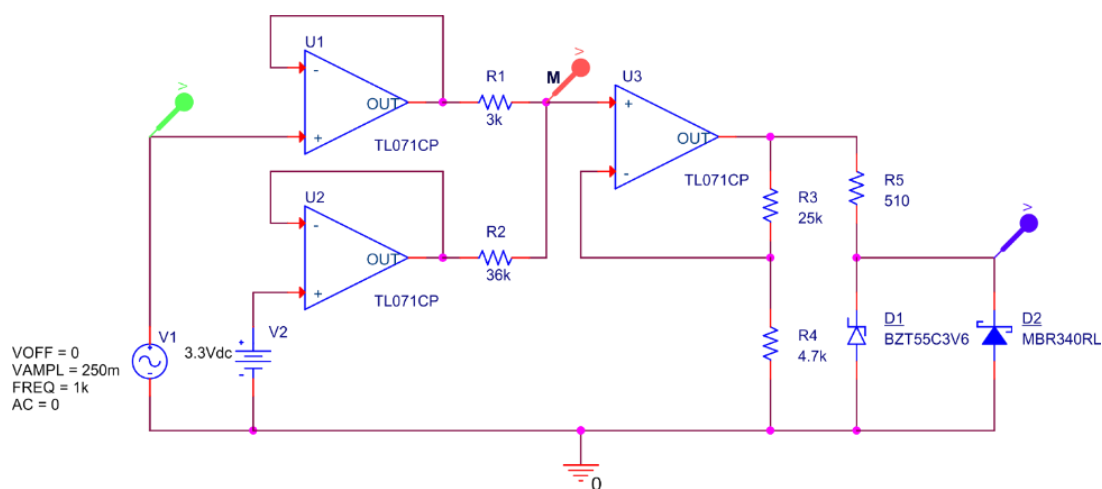 U1
-
OUT
+
TL071CP
R1
3k
M
V
U3
+
OUT
-
TL071CP
V
U2
-
OUT
+
TL071CP
R2
36k
R3
25k
R5
510
V
V1
VOFF = 0
VAMPL = 250m
FREQ = 1k
AC = 0
+
-
V2
3.3Vdc
+
-
R4
4.7k
D1
BZT55C3V6
D2
MBR340RL
0